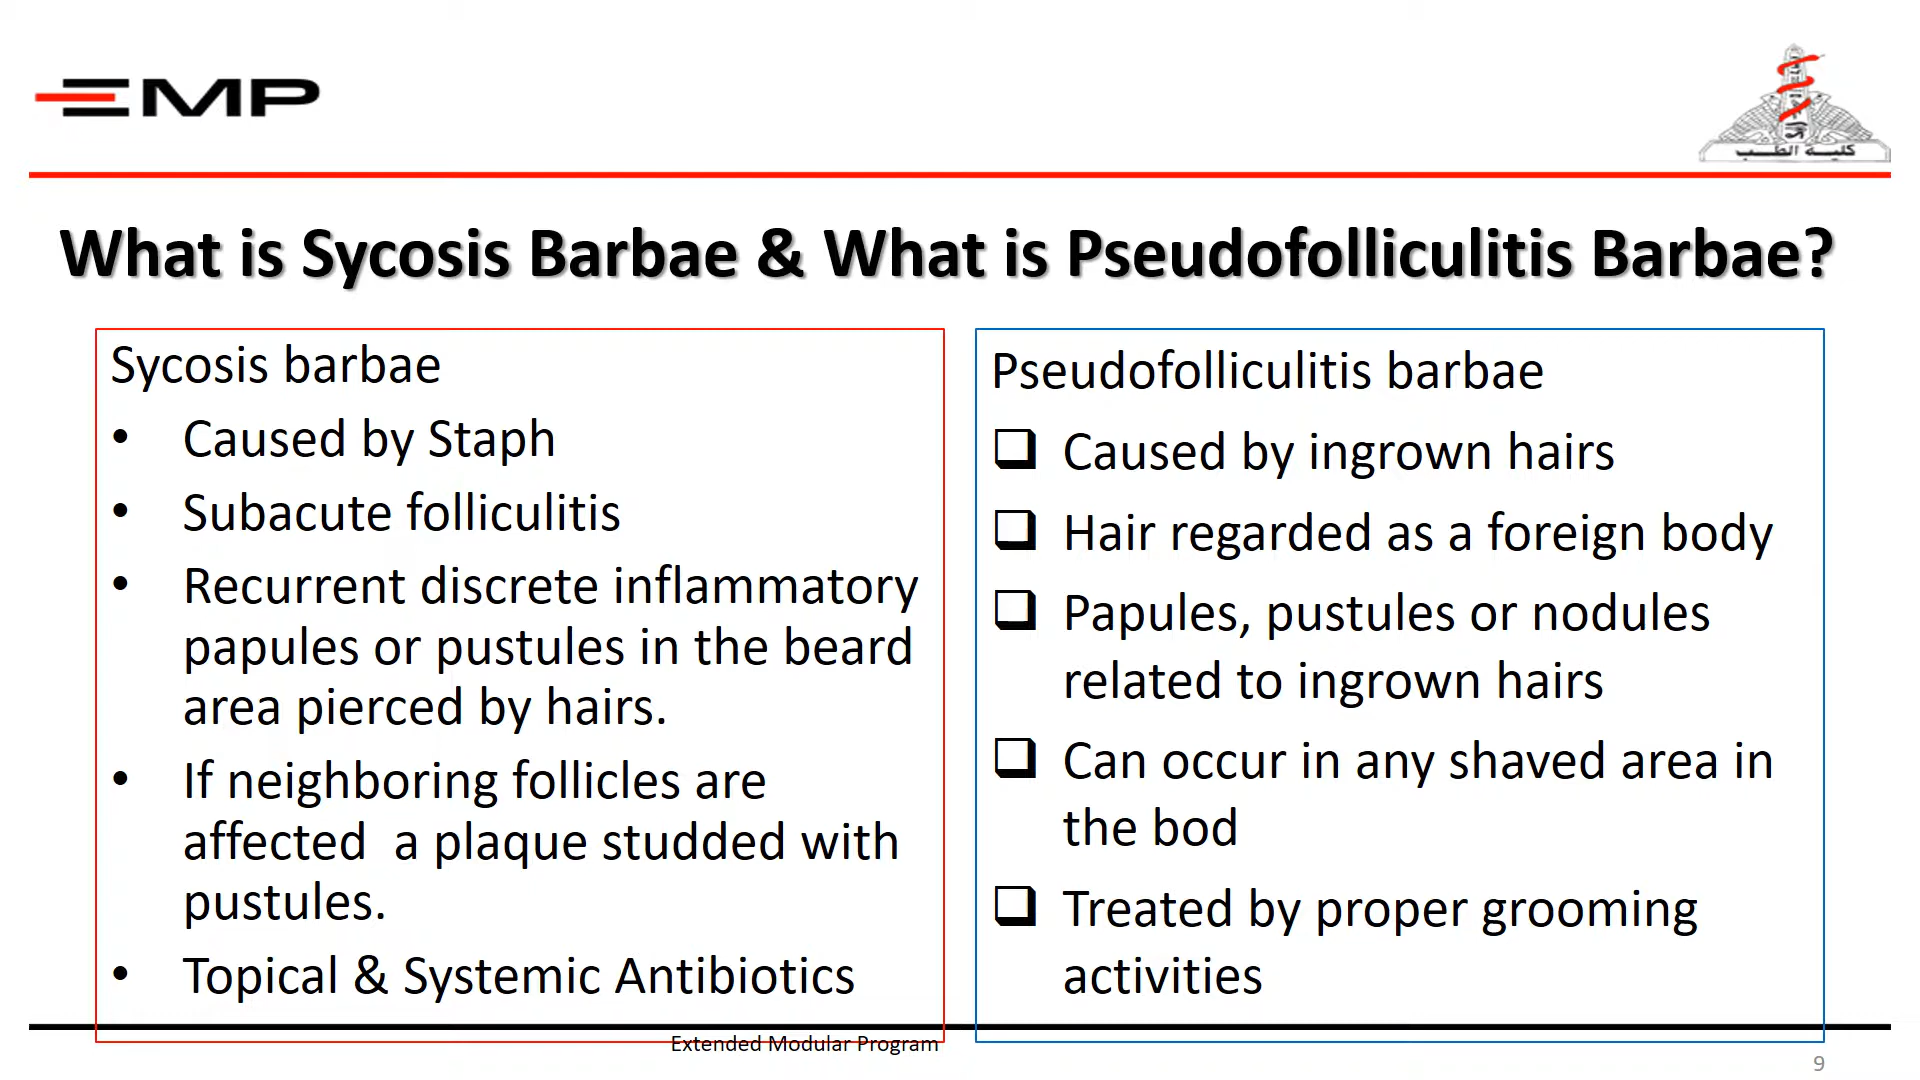 EMP
كلية الطب
What is Sycosis Barbae & What is Pseudofolliculitis Barbae?
Sycosis barbae
• Caused by Staph
• Subacute folliculitis
• Recurrent discrete inflammatory
papules or pustules in the beard
area pierced by hairs.
• If neighboring follicles are
affected a plaque studded with
pustules.
• Topical & Systemic Antibiotics
Pseudofolliculitis barbae
❑ Caused by ingrown hairs
❑ Hair regarded as a foreign body
❑ Papules, pustules or nodules
related to ingrown hairs
❑ Can occur in any shaved area in
the bod
❑ Treated by proper grooming
activities
Extended Modular Program
9